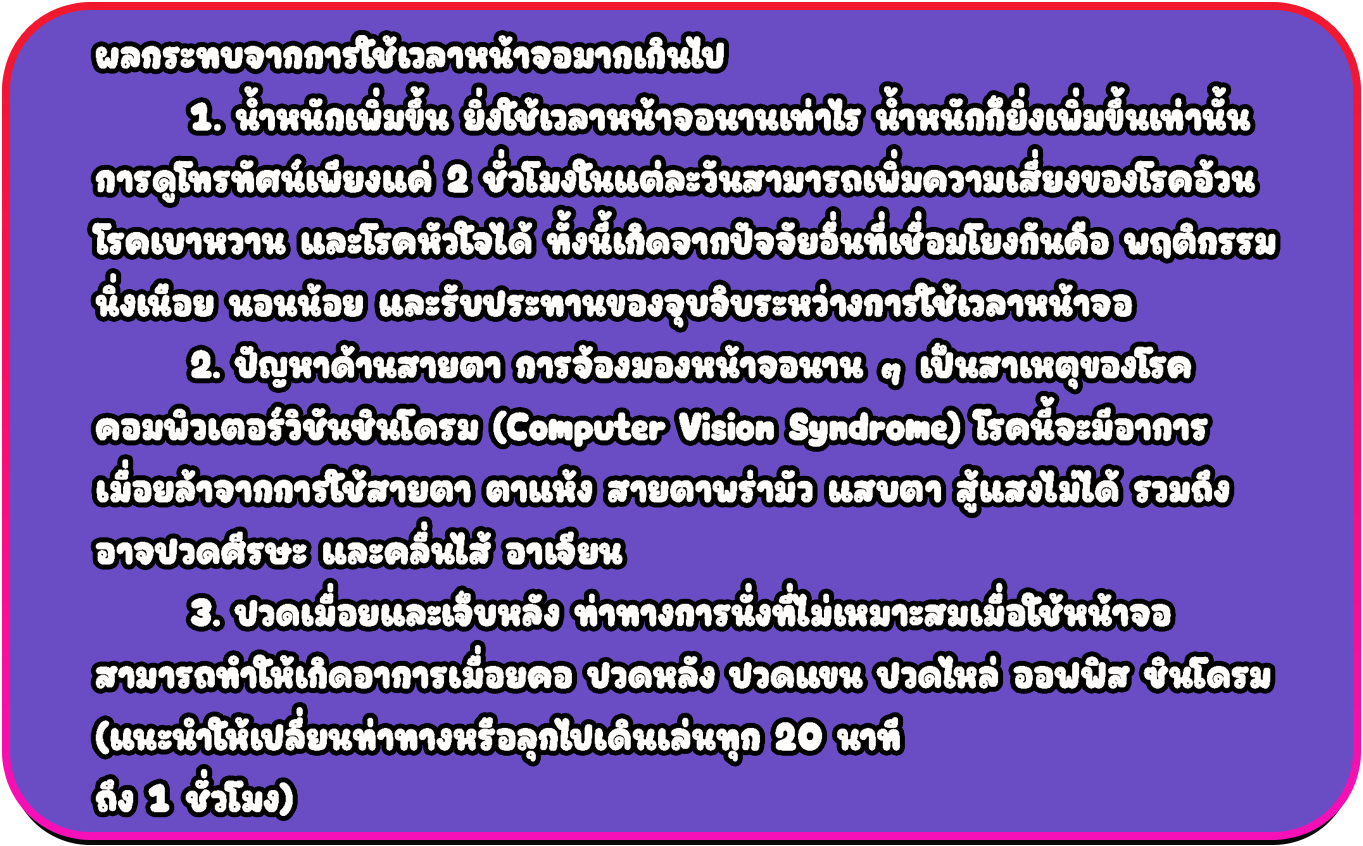 ผลกระทบจากการใช้เวลาหน้าจอมากเกินไป
1. น้ำหนักเพิ่มขึ้น ยิ่งใช้เวลาหน้าจอนานเท่าไร น้ำหนักก็ยิ่งเพิ่มขึ้นเท่านั้น
การดูโทรทัศน์เพียงแค่ 2 ชั่วโมงในแต่ละวันสามารถเพิ่มความเสี่ยงของโรคอ้วน
โรคเบาหวาน และโรคหัวใจได้ ทั้งนี้เกิดจากปัจจัยอื่นที่เชื่อมโยงกันคือ พฤติกรรม
นิ่งเนือย นอนน้อย และรับประทานของจุบจิบระหว่างการใช้เวลาหน้าจอ
2. ปัญหาด้านสายตา การจ้องมองหน้าจอนาน ๆ เป็นสาเหตุของโรค
คอมพิวเตอร์วิชันซินโดรม (Computer Vision Syndrome) โรคนี้จะมีอาการ
เมื่อยล้าจากการใช้สายตา ตาแห้ง สายตาพร่ามัว แสบตา สู้แสงไม่ได้ รวมถึง
อาจปวดศีรษะ และคลื่นไส้ อาเจียน
3. ปวดเมื่อยและเจ็บหลัง ท่าทางการนั่งที่ไม่เหมาะสมเมื่อใช้หน้าจอ
สามารถทำให้เกิดอาการเมื่อยคอ ปวดหลัง ปวดแขน ปวดไหล่ ออฟฟิส ซินโดรม
(แนะนำให้เปลี่ยนท่าทางหรือลุกไปเดินเล่นทุก 20 นาที
ถึง 1 ชั่วโมง)